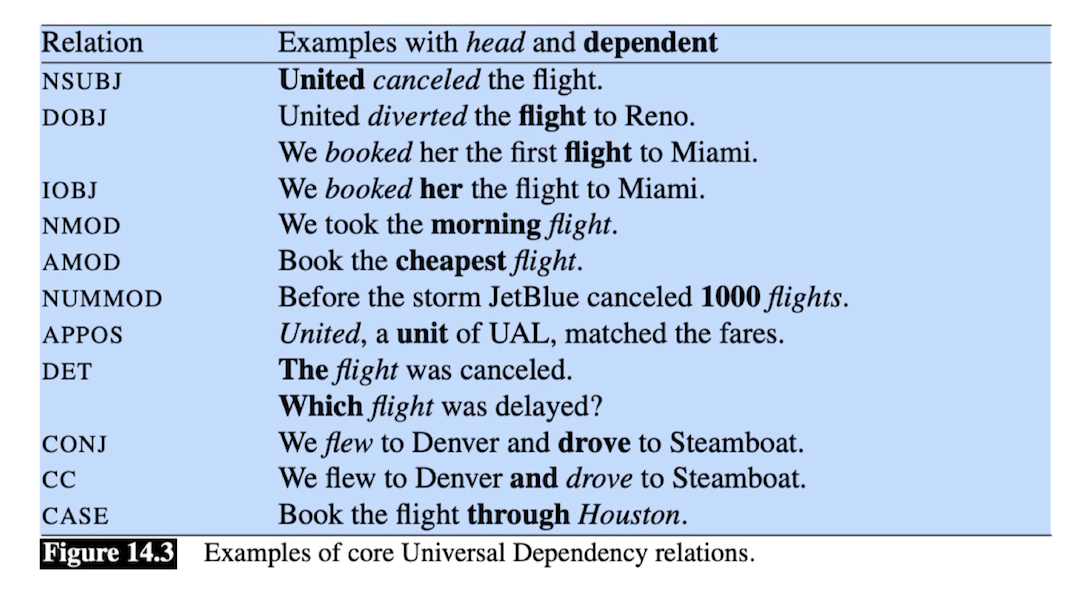 Relation Examples with head and dependent
NSUBJ United canceled the flight.
DOBJ United diverted the flight to Reno.
We booked her the first flight to Miami.
IOBJ We booked her the flight to Miami.
NMOD We took the morning flight.
AMOD Book the cheapest flight.
NUMMOD Before the storm JetBlue canceled 1000 flights.
APPOS United, a unit of UAL, matched the fares.
DET The flight was canceled.
Which flight was delayed?
CONJ We flew to Denver and drove to Steamboat.
CC We flew to Denver and drove to Steamboat.
CASE Book the flight through Houston.
Figure 14.3 Examples of core Universal Dependency relations.